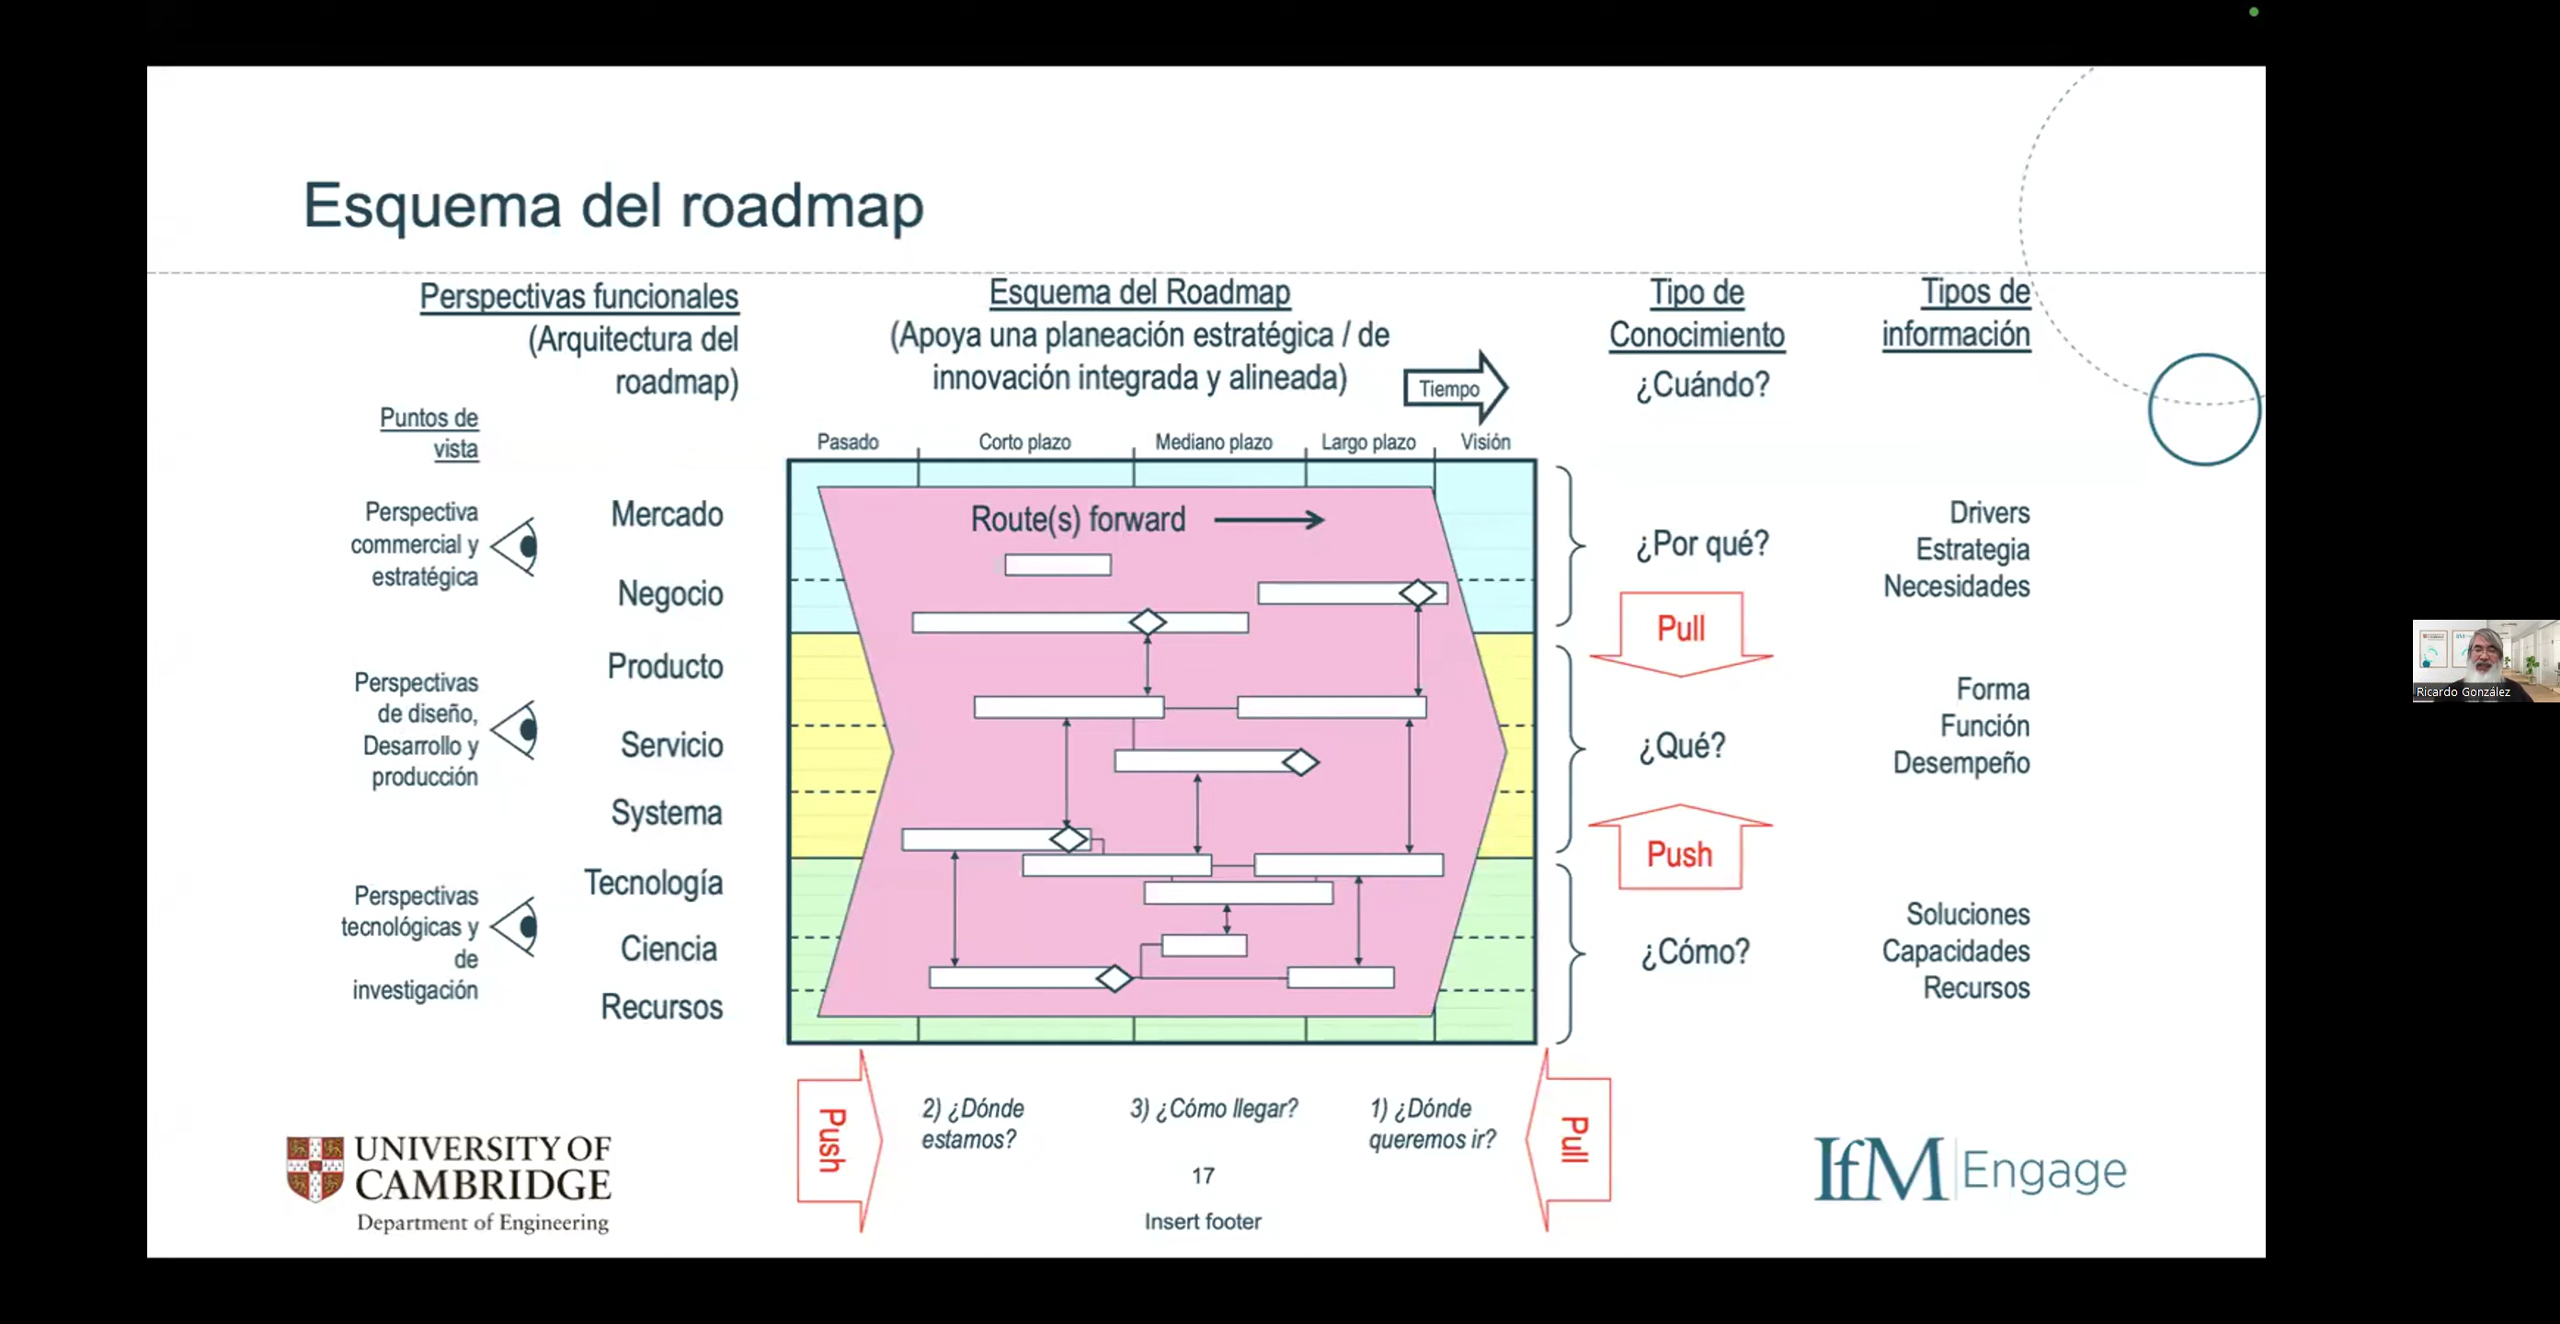 Esquema del roadmap
Perspectivas funcionales
(Arquitectura del
roadmap)
Esquema del Roadmap
(Apoya una planeación estratégica / de
innovación integrada y alineada)
Tiempo
Tipo de
Conocimiento
¿Cuándo?
Tipos de
información
Puntos de
vista
Pasado
Corto plazo
Mediano plazo
Largo plazo
Visión
Perspectiva
commercial y
estratégica
Mercado
Negocio
Route(s) forward
¿Por qué?
Drivers
Estrategia
Necesidades
Pull
Perspectivas
de diseño,
Desarrollo y
producción
Producto
Servicio
Systema
¿Qué?
Forma
Función
Desempeño
Push
Perspectivas
tecnológicas y
de
investigación
Tecnología
Ciencia
Recursos
¿Cómo?
Soluciones
Capacidades
Recursos
Push
2) ¿Dónde
estamos?
3) ¿Cómo llegar?
1) ¿Dónde
queremos ir?
Pull
17
Insert footer
UNIVERSITY OF
CAMBRIDGE
Department of Engineering
IfM Engage
Ricardo González